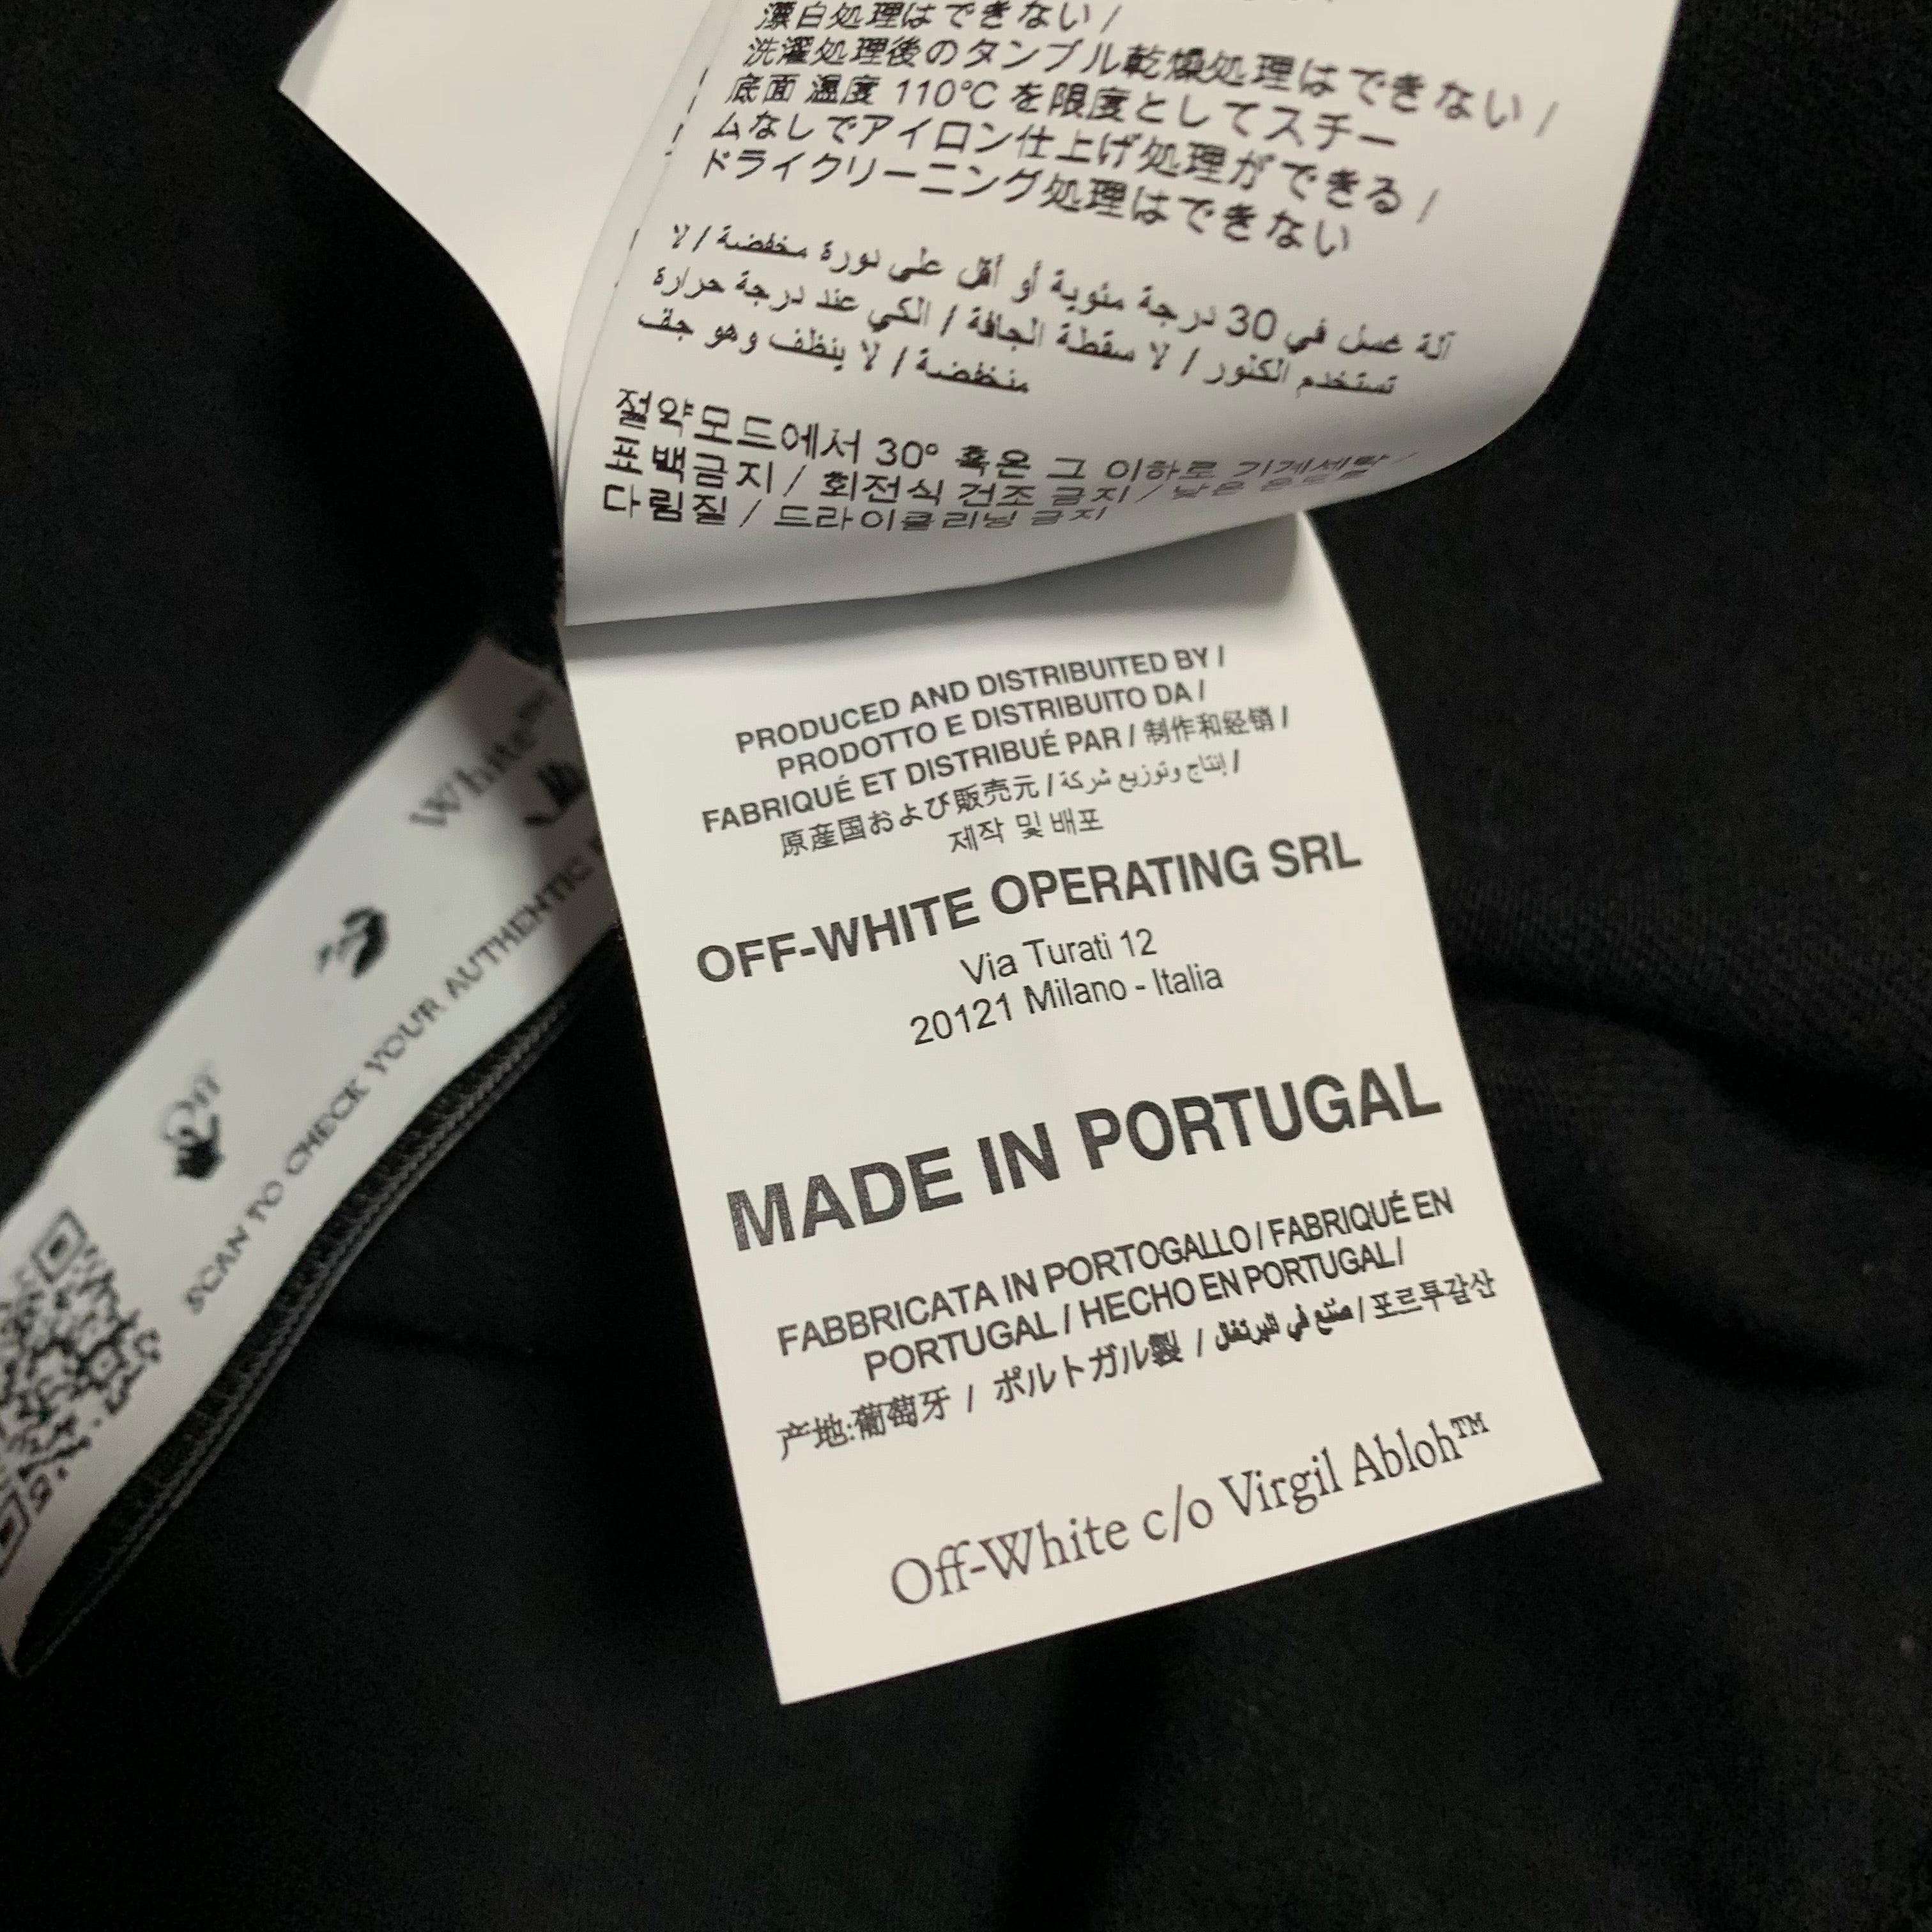 漂白処理はできない /
洗濯処理後のタンブル乾燥処理はできない /
底面 温度 110℃ を限度としてスチー
ムなしでアイロン仕上げ処理ができる /
ドライクリーニング処理はできない
آلة غسل في 30 درجة مئوية أو أقل على دورة مخفضة / لا
تستخدم الكلور / لا سقطة الجافة / الكي عند درجة حرارة
منخفضة / لا ينظف وهو جف
절약모드에서 30° 혹은 그 이하로 기계세탁 /
표백금지 / 회전식 건조 금지 / 낮은 온도로
다림질 / 드라이클리닝 금지
PRODUCED AND DISTRIBUITED BY /
PRODOTTO E DISTRIBUITO DA /
FABRIQUÉ ET DISTRIBUÉ PAR / 制作和经销 /
原産国および販売元 / إنتاج وتوزيع شركة /
제작 및 배포
OFF-WHITE OPERATING SRL
Via Turati 12
20121 Milano - Italia
MADE IN PORTUGAL
FABBRICATA IN PORTOGALLO / FABRIQUÉ EN
PORTUGAL / HECHO EN PORTUGAL /
产地:葡萄牙 / ポルトガル製 / صنع في البرتغال / 포르투갈산
Off-White c/o Virgil Abloh™
White™
Off
SCAN TO CHECK YOUR AUTHENTIC